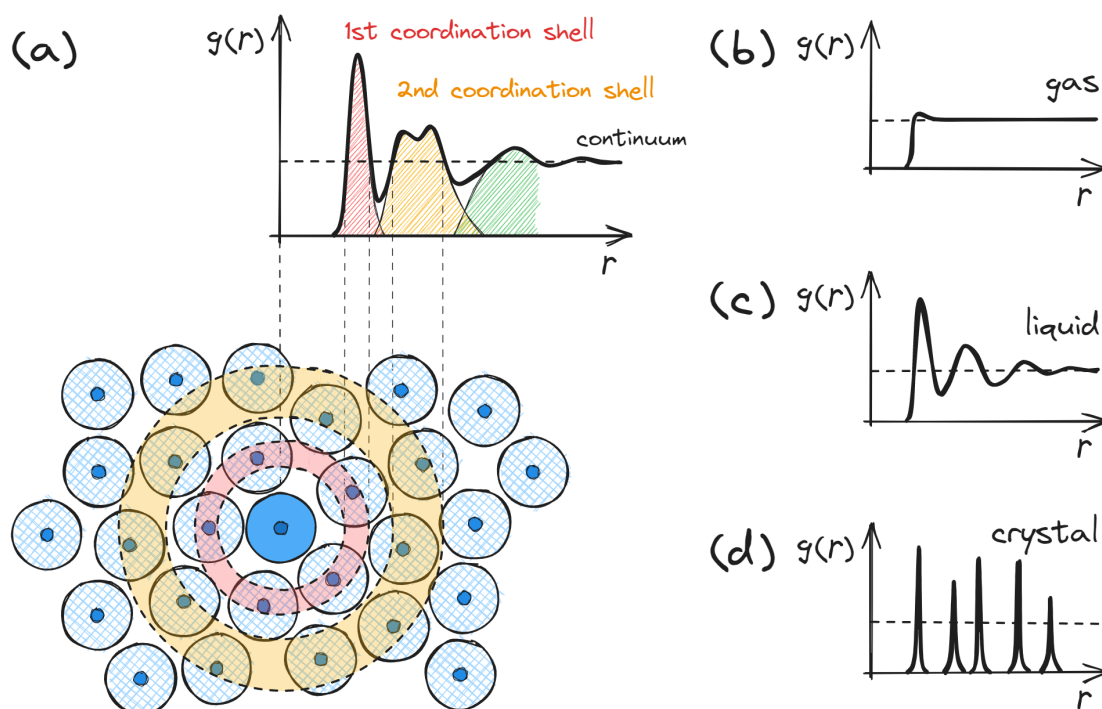 (a)
g(r)
1st coordination shell
2nd coordination shell
continuum
r
(b)
g(r)
gas
r
(c)
g(r)
liquid
r
(d)
g(r)
crystal
r